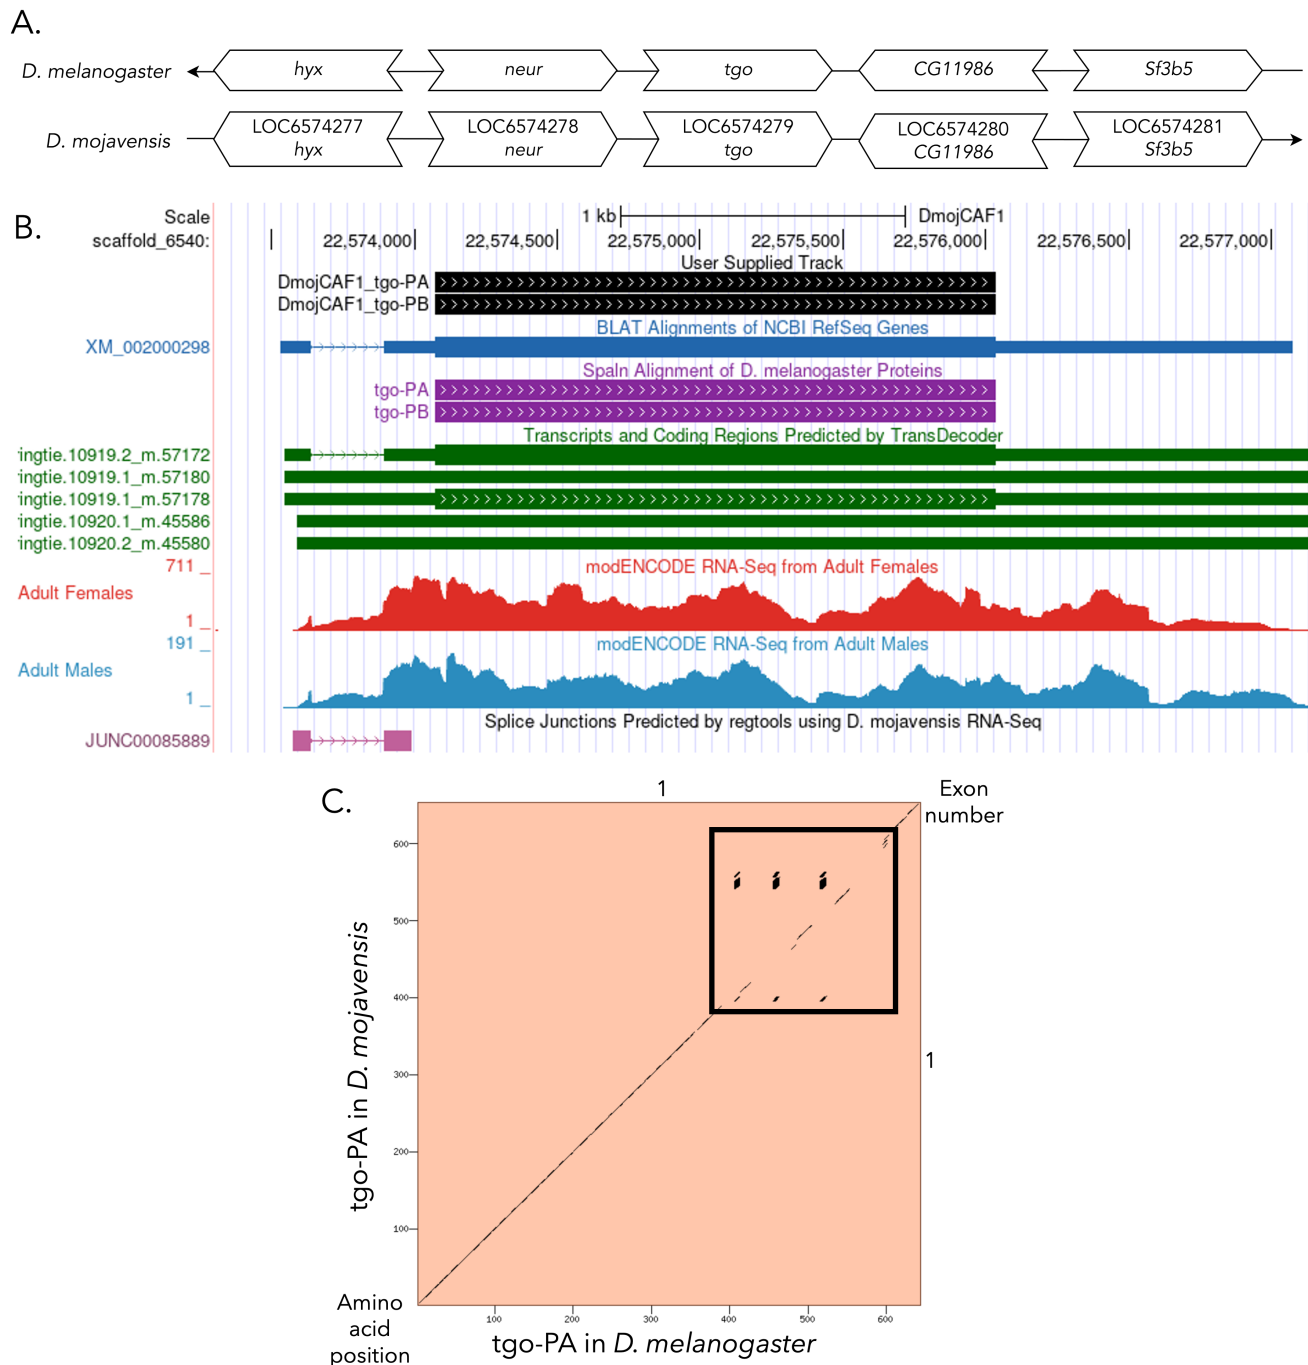 A.
D. melanogaster
hyx
neur
tgo
CG11986
Sf3b5
D. mojavensis
LOC6574277
hyx
LOC6574278
neur
LOC6574279
tgo
LOC6574280
CG11986
LOC6574281
Sf3b5
B.
Scale
1 kb
DmojCAF1
scaffold_6540:
22,574,000
22,574,500
22,575,000
22,575,500
22,576,000
22,576,500
22,577,000
User Supplied Track
DmojCAF1_tgo-PA
DmojCAF1_tgo-PB
BLAT Alignments of NCBI RefSeq Genes
XM_002000298
Spaln Alignment of D. melanogaster Proteins
tgo-PA
tgo-PB
Transcripts and Coding Regions Predicted by TransDecoder
ingtie.10919.2_m.57172
ingtie.10919.1_m.57180
ingtie.10919.1_m.57178
ingtie.10920.1_m.45586
ingtie.10920.2_m.45580
711 _
modENCODE RNA-Seq from Adult Females
Adult Females
1 _
191 _
modENCODE RNA-Seq from Adult Males
Adult Males
1 _
Splice Junctions Predicted by regtools using D. mojavensis RNA-Seq
JUNC00085889
C.
1
Exon
number
600
500
400
300
200
100
1
tgo-PA in D. mojavensis
Amino
acid
position
100
200
300
400
500
600
tgo-PA in D. melanogaster